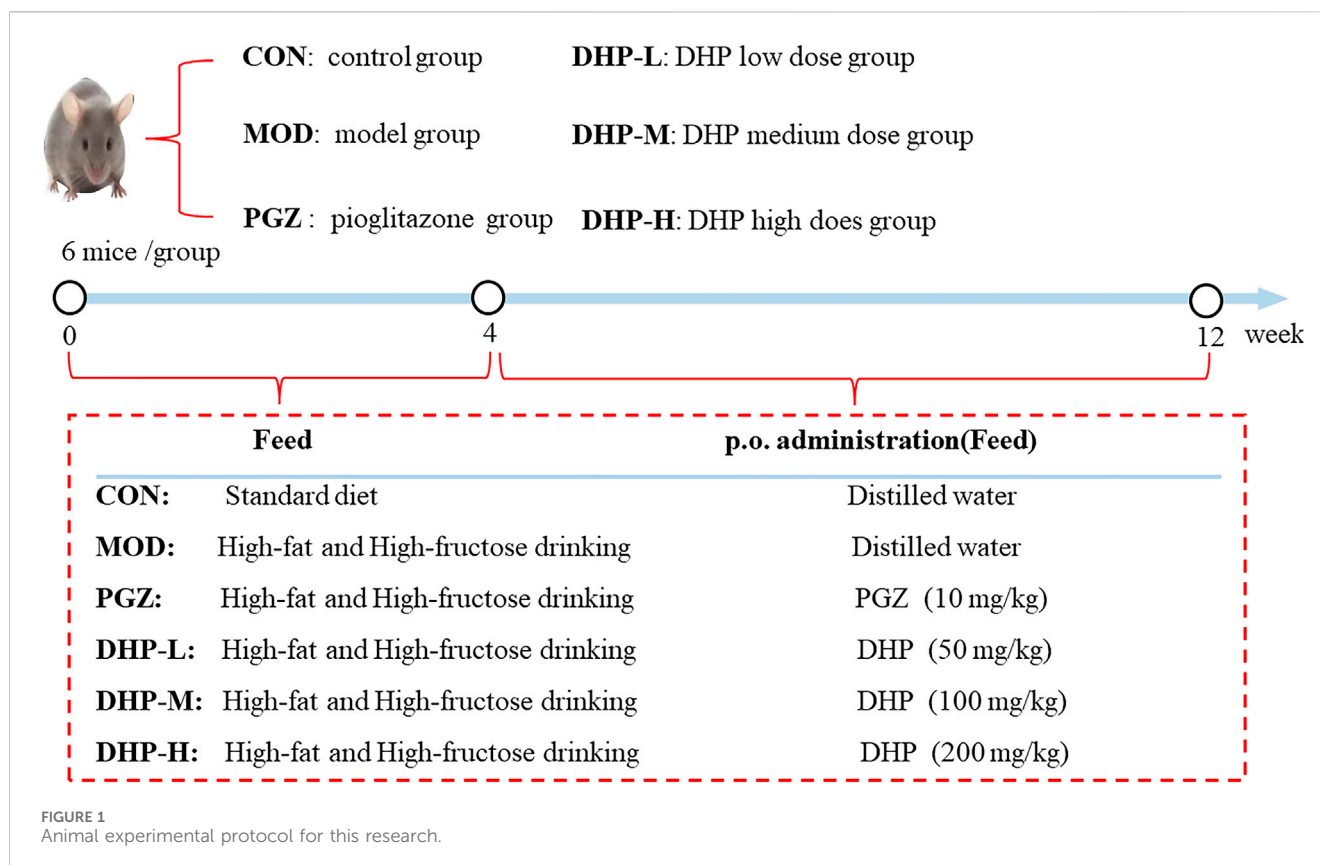 CON: control group DHP-L: DHP low dose group
MOD: model group DHP-M: DHP medium dose group
PGZ : pioglitazone group DHP-H: DHP high does group
6 mice /group
0 4 12 week
Feed p.o. administration(Feed)
CON: Standard diet Distilled water
MOD: High-fat and High-fructose drinking Distilled water
PGZ: High-fat and High-fructose drinking PGZ (10 mg/kg)
DHP-L: High-fat and High-fructose drinking DHP (50 mg/kg)
DHP-M: High-fat and High-fructose drinking DHP (100 mg/kg)
DHP-H: High-fat and High-fructose drinking DHP (200 mg/kg)
FIGURE 1
Animal experimental protocol for this research.